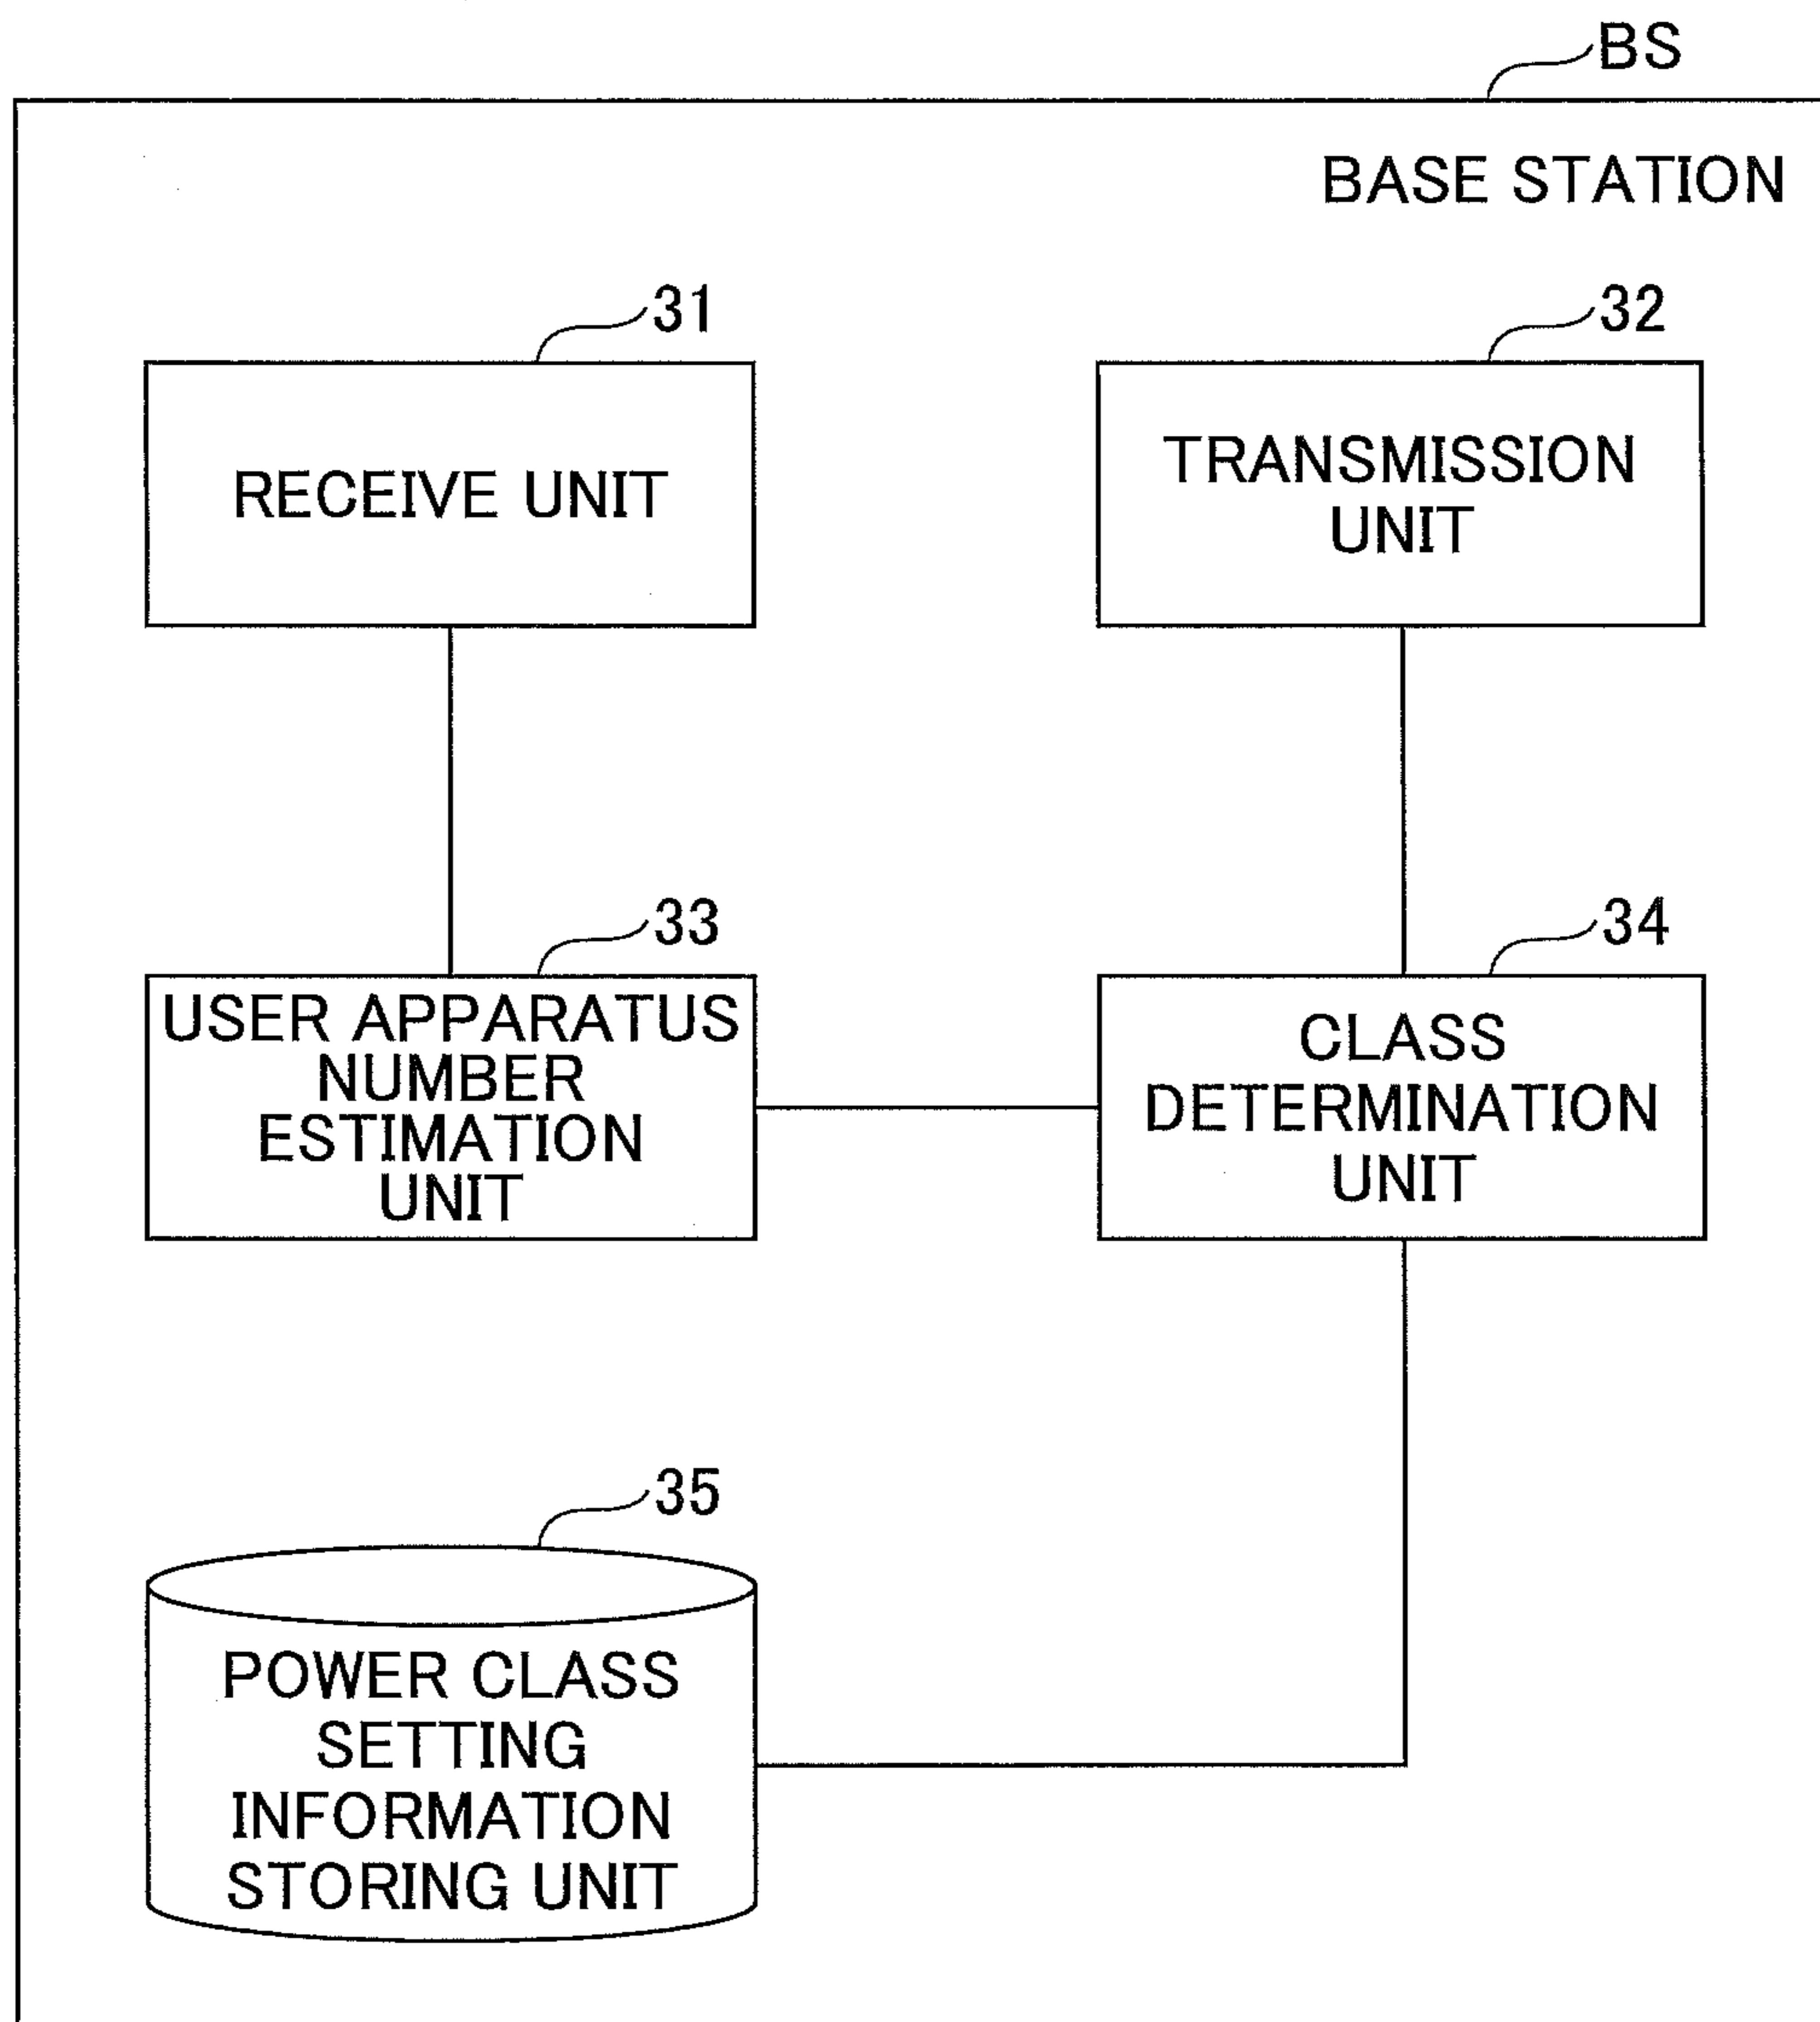 BS
BASE STATION
31
RECEIVE UNIT
32
TRANSMISSION
UNIT
33
USER APPARATUS
NUMBER
ESTIMATION
UNIT
34
CLASS
DETERMINATION
UNIT
35
POWER CLASS
SETTING
INFORMATION
STORING UNIT